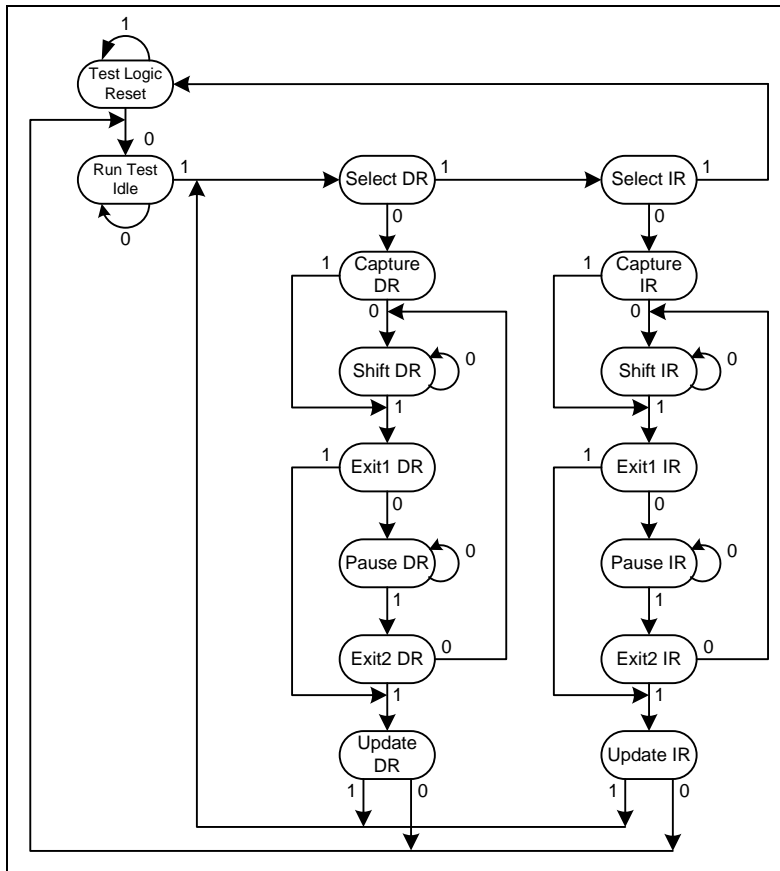 1
Test Logic
Reset
0
Run Test
Idle
1
0
Select DR
1
Select IR
1
0
0
1
Capture
DR
1
Capture
IR
0
0
Shift DR
0
Shift IR
0
1
1
1
Exit1 DR
1
Exit1 IR
0
0
Pause DR
0
Pause IR
0
1
1
Exit2 DR
0
Exit2 IR
0
1
1
Update
DR
Update IR
1
0
1
0